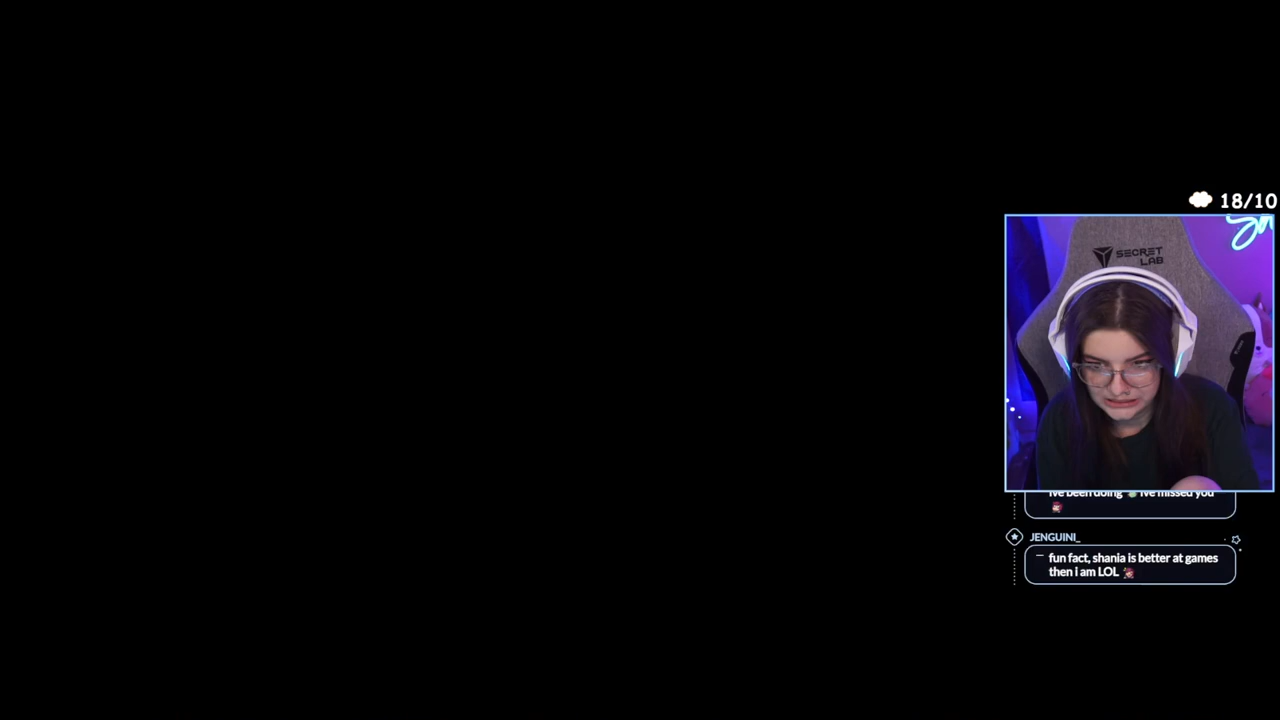 18/10
SECRET
LAB
ive been doing ive missed you
JENGUINI_
fun fact, shania is better at games
then i am LOL